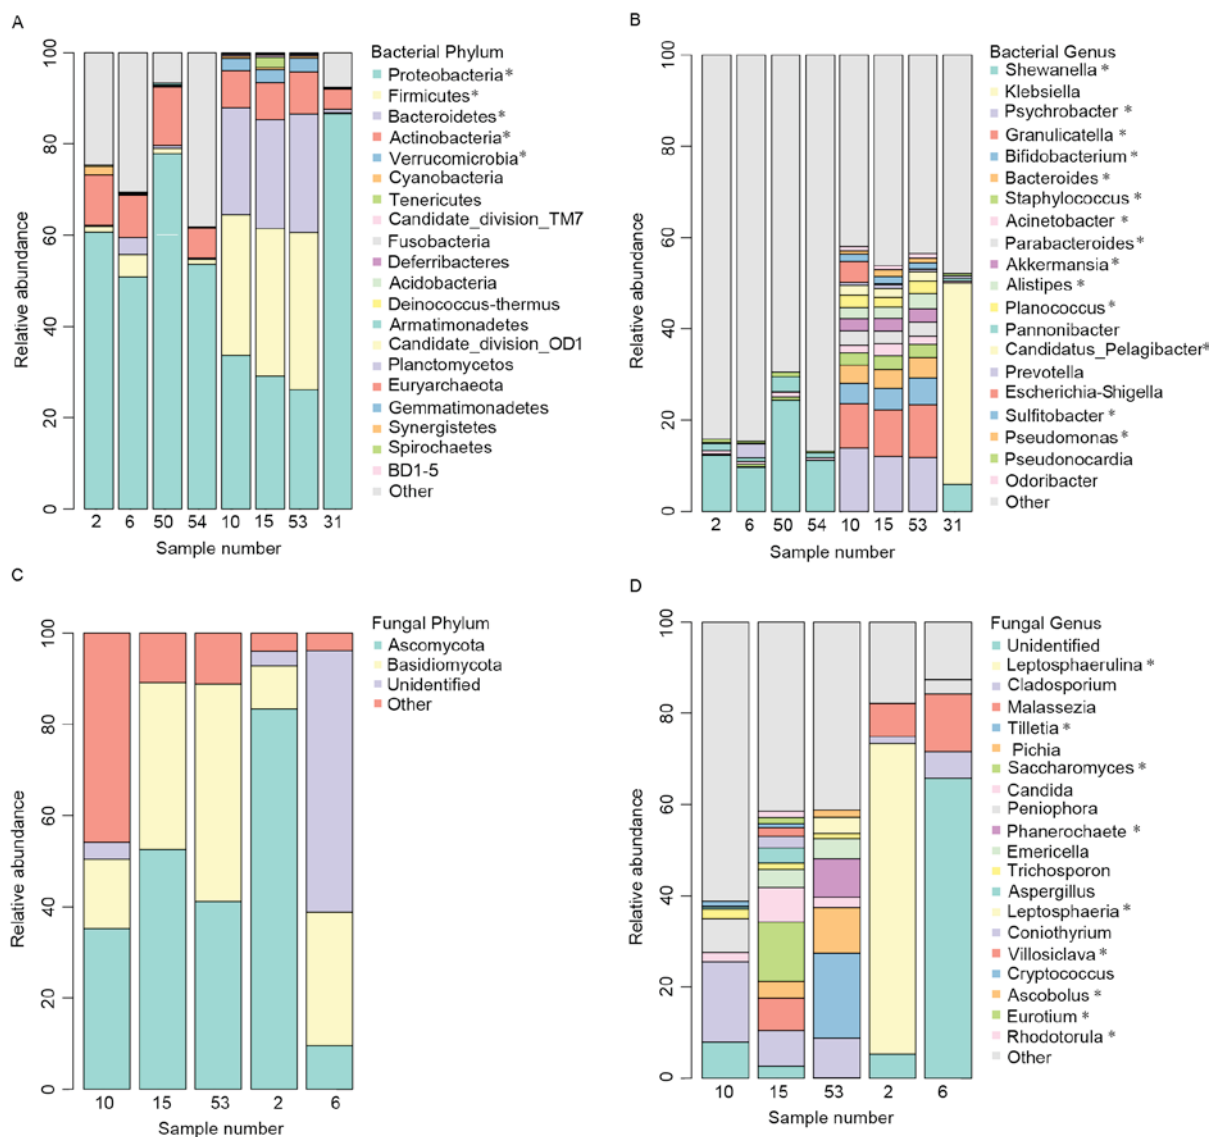 A
Bacterial Phylum
Proteobacteria*
Firmicutes*
Bacteroidetes*
Actinobacteria*
Verrucomicrobia*
Cyanobacteria
Tenericutes
Candidate_division_TM7
Fusobacteria
Deferribacteres
Acidobacteria
Deinococcus-thermus
Armatimonadetes
Candidate_division_OD1
Planctomycetos
Euryarchaeota
Gemmatimonadetes
Synergistetes
Spirochaetes
BD1-5
Other
Relative abundance
0 20 40 60 80 100
2 6 50 54 10 15 53 31
Sample number
B
Bacterial Genus
Shewanella*
Klebsiella
Psychrobacter*
Granulicatella*
Bifidobacterium*
Bacteroides*
Staphylococcus*
Acinetobacter*
Parabacteroides*
Akkermansia*
Alistipes*
Planococcus*
Pannonibacter
Candidatus_Pelagibacter*
Prevotella
Escherichia-Shigella
Sulfitobacter*
Pseudomonas*
Pseudonocardia
Odoribacter
Other
Relative abundance
0 20 40 60 80 100
2 6 50 54 10 15 53 31
Sample number
C
Fungal Phylum
Ascomycota
Basidiomycota
Unidentified
Other
Relative abundance
0 20 40 60 80 100
10 15 53 2 6
Sample number
D
Fungal Genus
Unidentified
Leptosphaerulina*
Cladosporium
Malassezia
Tilletia*
Pichia
Saccharomyces*
Candida
Peniophora
Phanerochaete*
Emericella
Trichosporon
Aspergillus
Leptosphaeria*
Coniothyrium
Villosiclava*
Cryptococcus
Ascobolus*
Eurotium*
Rhodotorula*
Other
Relative abundance
0 20 40 60 80 100
10 15 53 2 6
Sample number